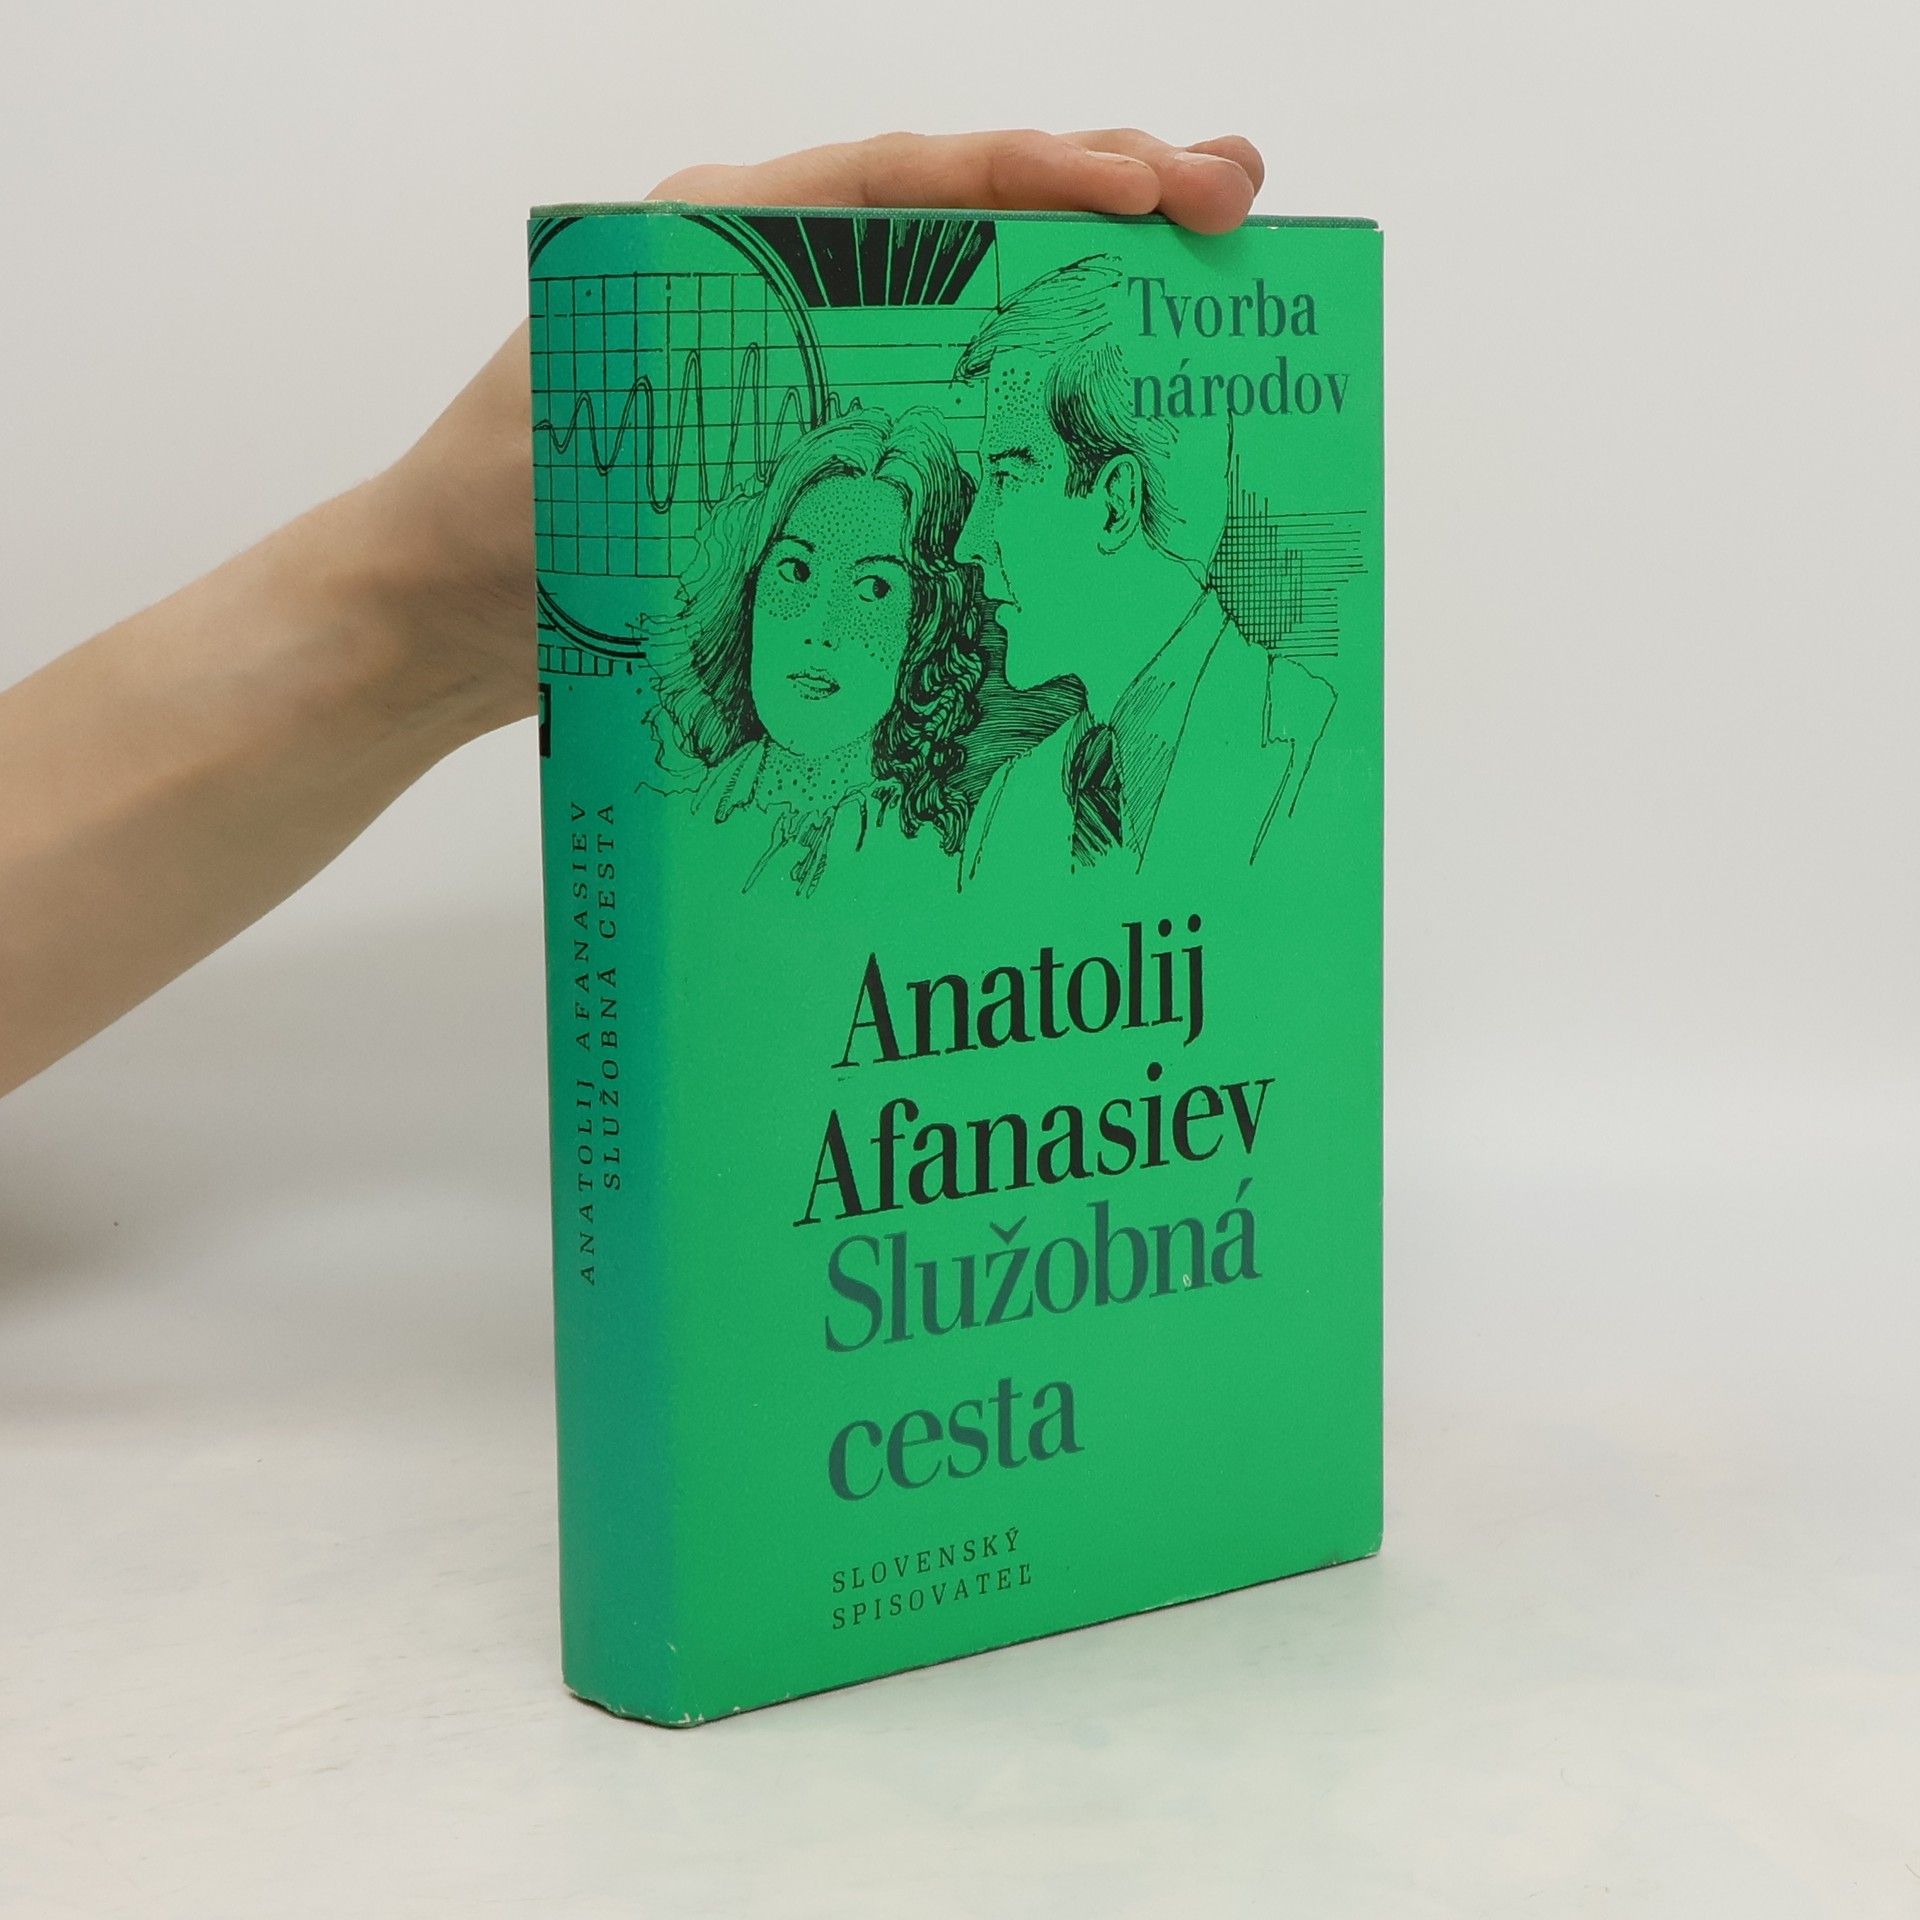 Tvorba
národov
Anatolij
Afanasiev
Služobná
cesta
SLOVENSKÝ
SPISOVATEĽ
ANATOLIJ AFANASIEV
SLUŽOBNÁ CESTA